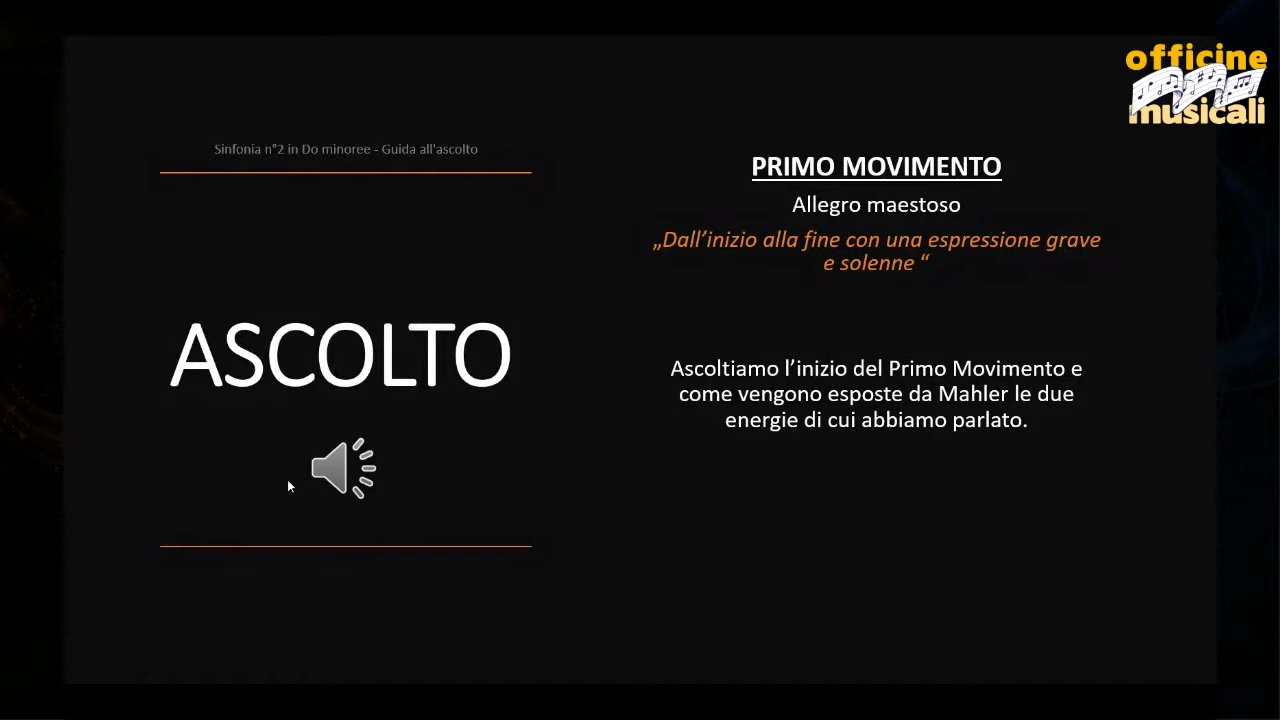 officine
musicali
Sinfonia n°2 in Do minoree - Guida all'ascolto
ASCOLTO
PRIMO MOVIMENTO
Allegro maestoso
„Dall’inizio alla fine con una espressione grave
e solenne “
Ascoltiamo l’inizio del Primo Movimento e
come vengono esposte da Mahler le due
energie di cui abbiamo parlato.